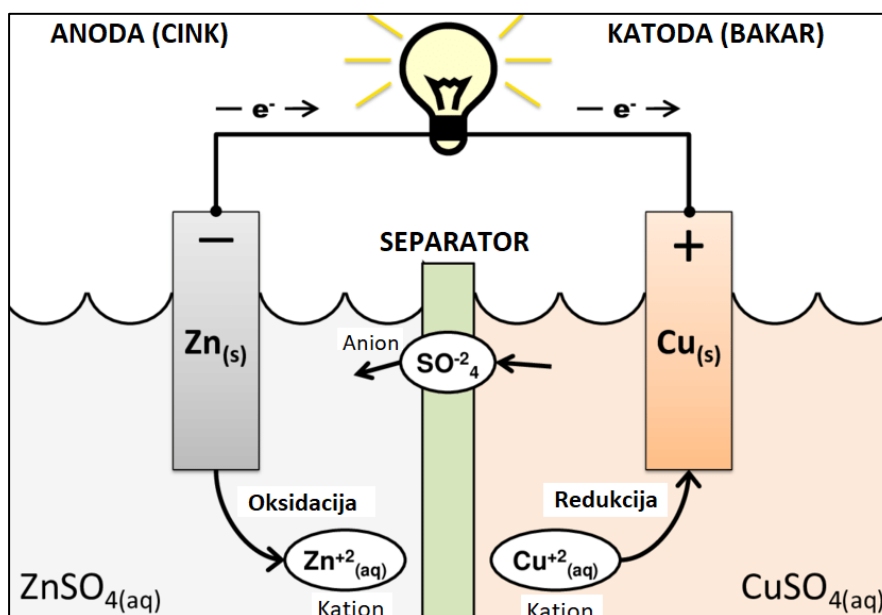 ANODA (CINK)
KATODA (BAKAR)
— e⁻ →
— e⁻ →
−
+
SEPARATOR
Zn(s)
Anion
SO⁻²₄
Cu(s)
Oksidacija
Redukcija
Zn⁺²(aq)
Cu⁺²(aq)
Kation
Kation
ZnSO₄(aq)
CuSO₄(aq)